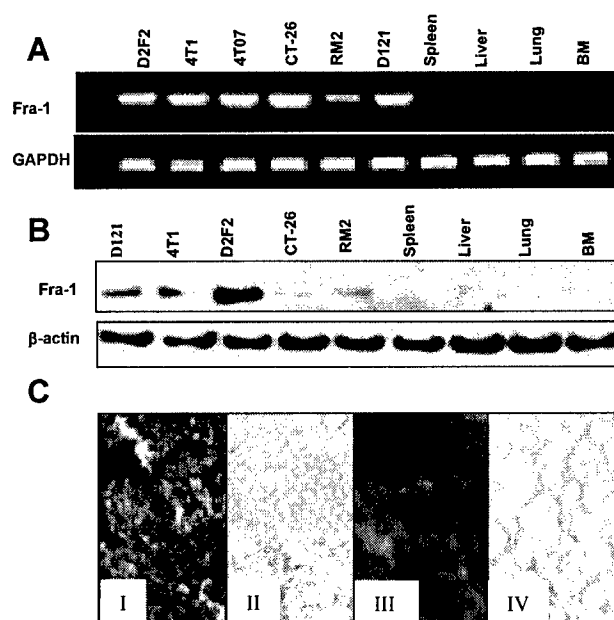 A
D2F2 4T1 4T07 CT-26 RM2 D121 Spleen Liver Lung BM
Fra-1
GAPDH
B
D121 4T1 D2F2 CT-26 RM2 Spleen Liver Lung BM
Fra-1
β-actin
C
I II III IV